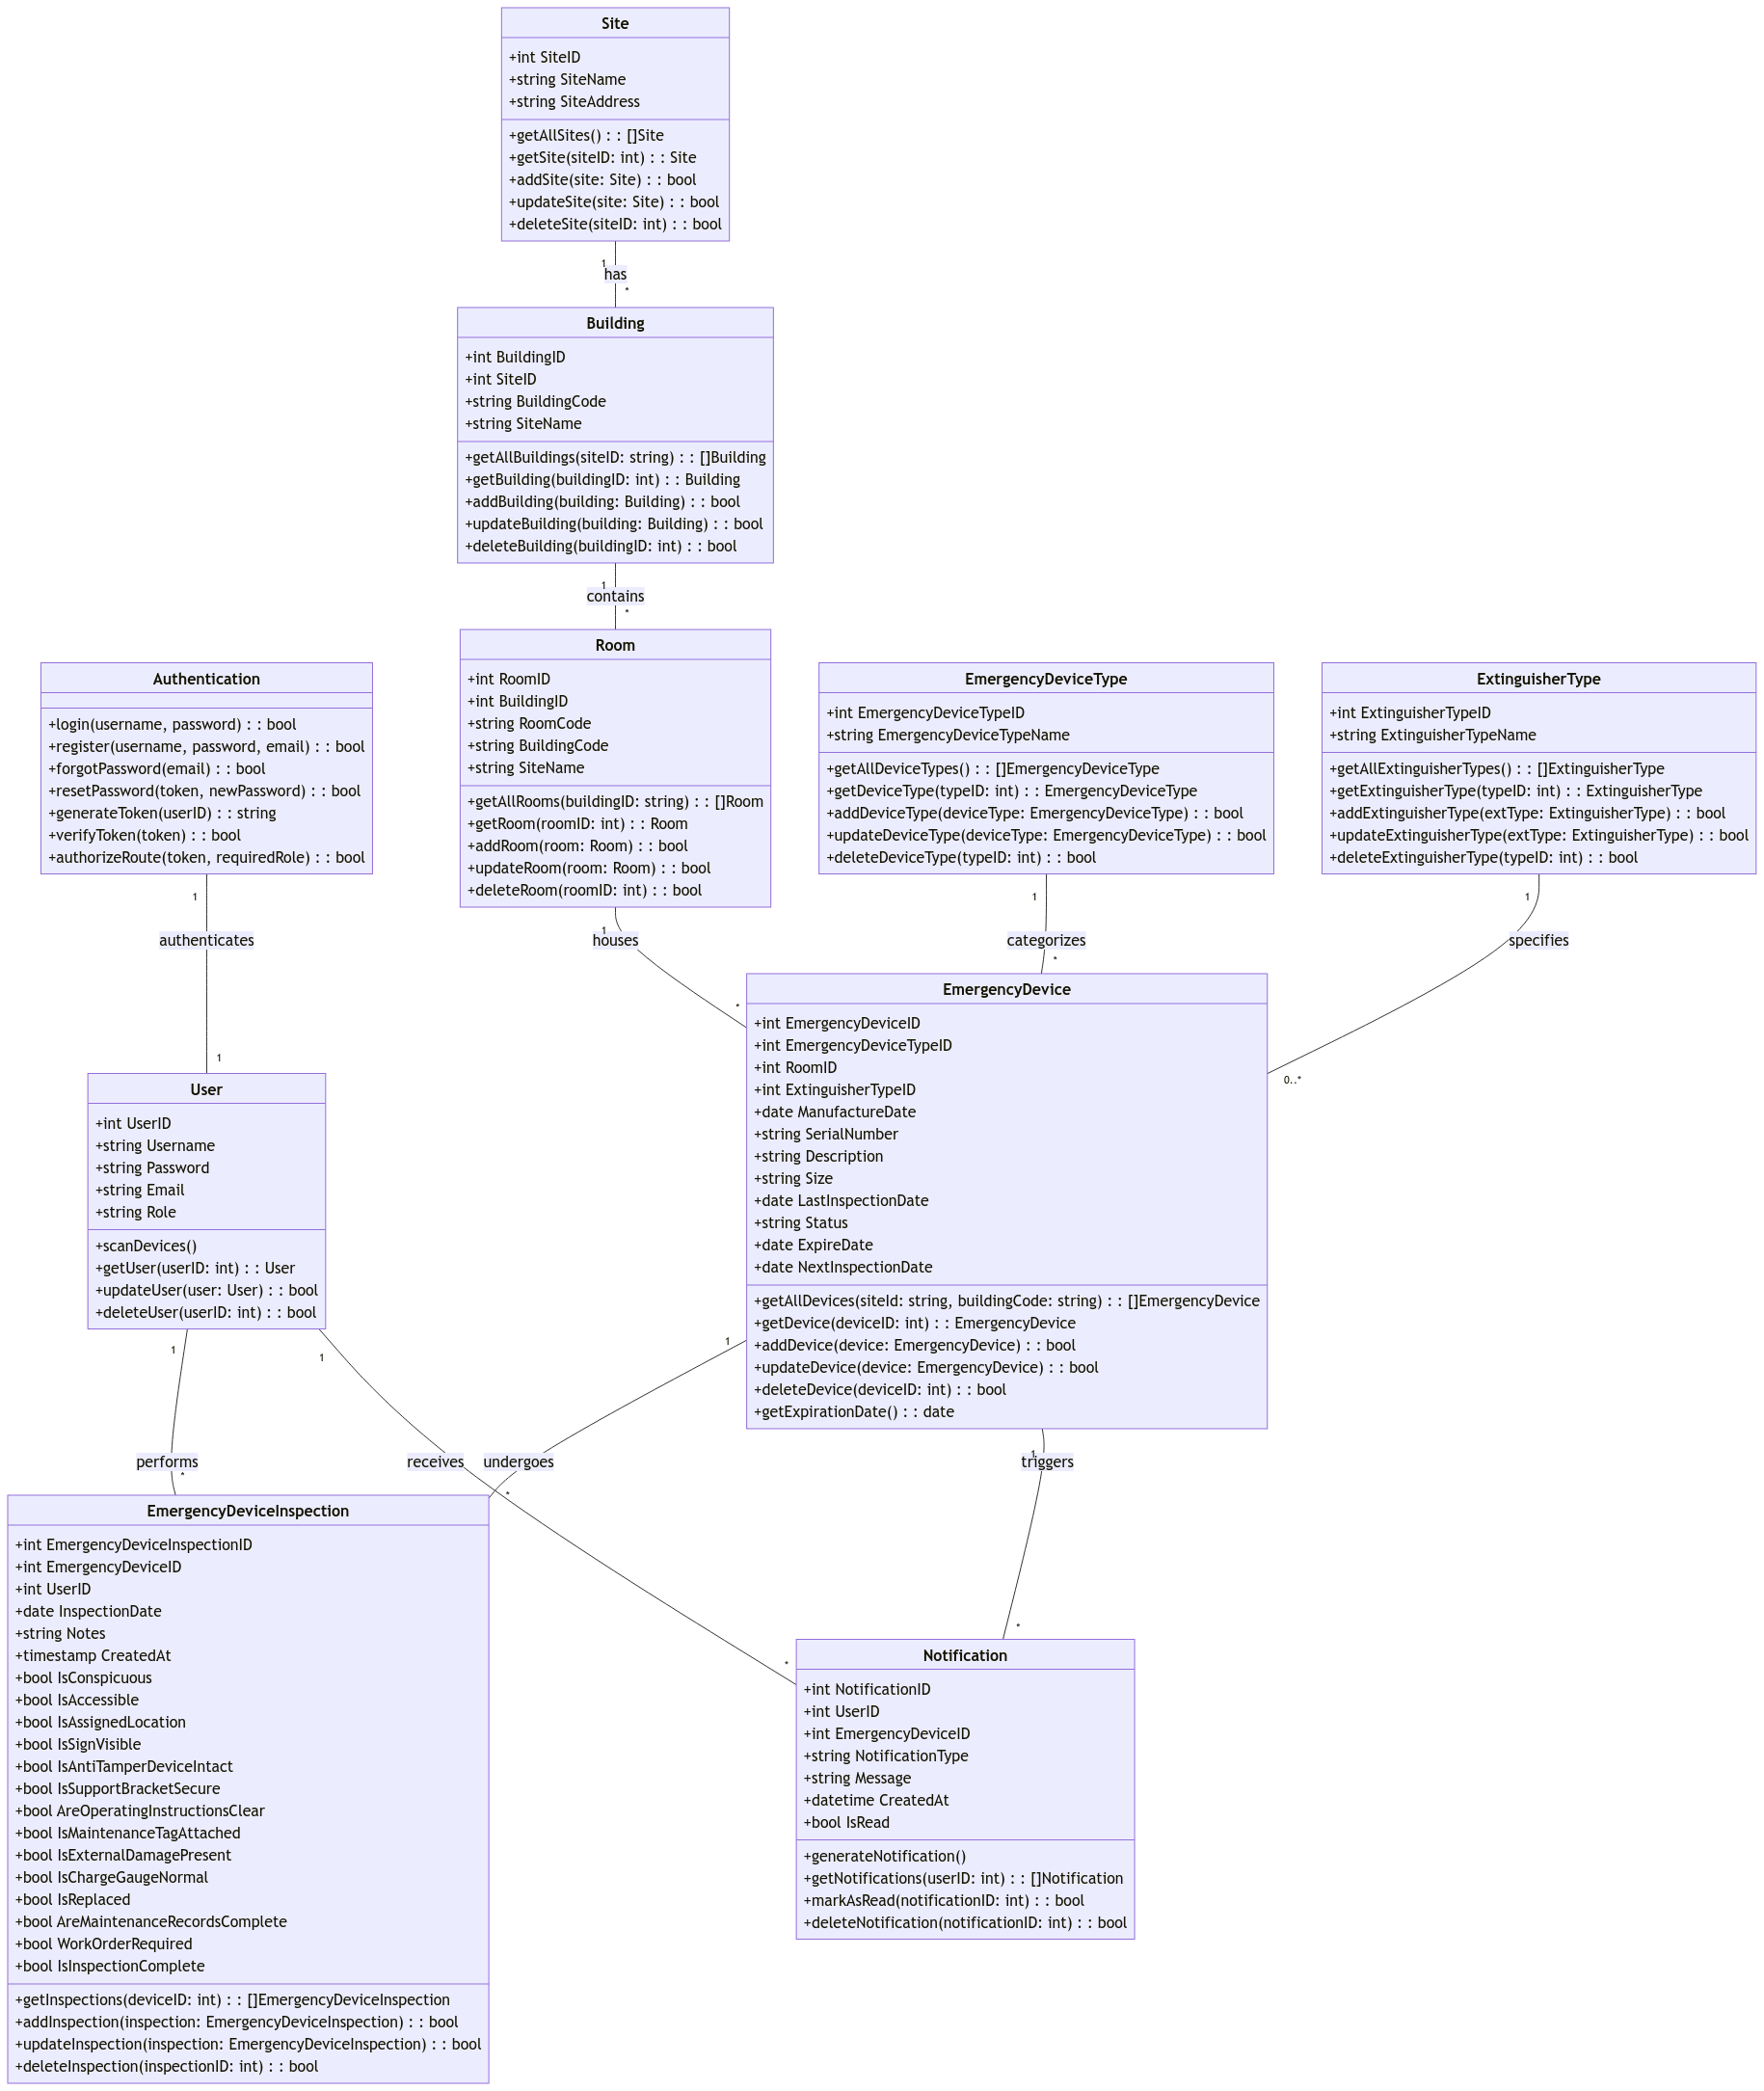 Site
+int SiteID
+string SiteName
+string SiteAddress
+getAllSites() : : []Site
+getSite(siteID: int) : : Site
+addSite(site: Site) : : bool
+updateSite(site: Site) : : bool
+deleteSite(siteID: int) : : bool
1
has
*
Building
+int BuildingID
+int SiteID
+string BuildingCode
+string SiteName
+getAllBuildings(siteID: string) : : []Building
+getBuilding(buildingID: int) : : Building
+addBuilding(building: Building) : : bool
+updateBuilding(building: Building) : : bool
+deleteBuilding(buildingID: int) : : bool
1
contains
*
Authentication
+login(username, password) : : bool
+register(username, password, email) : : bool
+forgotPassword(email) : : bool
+resetPassword(token, newPassword) : : bool
+generateToken(userID) : : string
+verifyToken(token) : : bool
+authorizeRoute(token, requiredRole) : : bool
Room
+int RoomID
+int BuildingID
+string RoomCode
+string BuildingCode
+string SiteName
+getAllRooms(buildingID: string) : : []Room
+getRoom(roomID: int) : : Room
+addRoom(room: Room) : : bool
+updateRoom(room: Room) : : bool
+deleteRoom(roomID: int) : : bool
EmergencyDeviceType
+int EmergencyDeviceTypeID
+string EmergencyDeviceTypeName
+getAllDeviceTypes() : : []EmergencyDeviceType
+getDeviceType(typeID: int) : : EmergencyDeviceType
+addDeviceType(deviceType: EmergencyDeviceType) : : bool
+updateDeviceType(deviceType: EmergencyDeviceType) : : bool
+deleteDeviceType(typeID: int) : : bool
ExtinguisherType
+int ExtinguisherTypeID
+string ExtinguisherTypeName
+getAllExtinguisherTypes() : : []ExtinguisherType
+getExtinguisherType(typeID: int) : : ExtinguisherType
+addExtinguisherType(extType: ExtinguisherType) : : bool
+updateExtinguisherType(extType: ExtinguisherType) : : bool
+deleteExtinguisherType(typeID: int) : : bool
1
authenticates
1
1
houses
*
1
categorizes
*
1
specifies
0..*
User
+int UserID
+string Username
+string Password
+string Email
+string Role
+scanDevices()
+getUser(userID: int) : : User
+updateUser(user: User) : : bool
+deleteUser(userID: int) : : bool
EmergencyDevice
+int EmergencyDeviceID
+int EmergencyDeviceTypeID
+int RoomID
+int ExtinguisherTypeID
+date ManufactureDate
+string SerialNumber
+string Description
+string Size
+date LastInspectionDate
+string Status
+date ExpireDate
+date NextInspectionDate
+getAllDevices(siteId: string, buildingCode: string) : : []EmergencyDevice
+getDevice(deviceID: int) : : EmergencyDevice
+addDevice(device: EmergencyDevice) : : bool
+updateDevice(device: EmergencyDevice) : : bool
+deleteDevice(deviceID: int) : : bool
+getExpirationDate() : : date
1
performs
*
1
receives
*
1
undergoes
*
1
triggers
*
EmergencyDeviceInspection
+int EmergencyDeviceInspectionID
+int EmergencyDeviceID
+int UserID
+date InspectionDate
+string Notes
+timestamp CreatedAt
+bool IsConspicuous
+bool IsAccessible
+bool IsAssignedLocation
+bool IsSignVisible
+bool IsAntiTamperDeviceIntact
+bool IsSupportBracketSecure
+bool AreOperatingInstructionsClear
+bool IsMaintenanceTagAttached
+bool IsExternalDamagePresent
+bool IsChargeGaugeNormal
+bool IsReplaced
+bool AreMaintenanceRecordsComplete
+bool WorkOrderRequired
+bool IsInspectionComplete
+getInspections(deviceID: int) : : []EmergencyDeviceInspection
+addInspection(inspection: EmergencyDeviceInspection) : : bool
+updateInspection(inspection: EmergencyDeviceInspection) : : bool
+deleteInspection(inspectionID: int) : : bool
Notification
+int NotificationID
+int UserID
+int EmergencyDeviceID
+string NotificationType
+string Message
+datetime CreatedAt
+bool IsRead
+generateNotification()
+getNotifications(userID: int) : : []Notification
+markAsRead(notificationID: int) : : bool
+deleteNotification(notificationID: int) : : bool